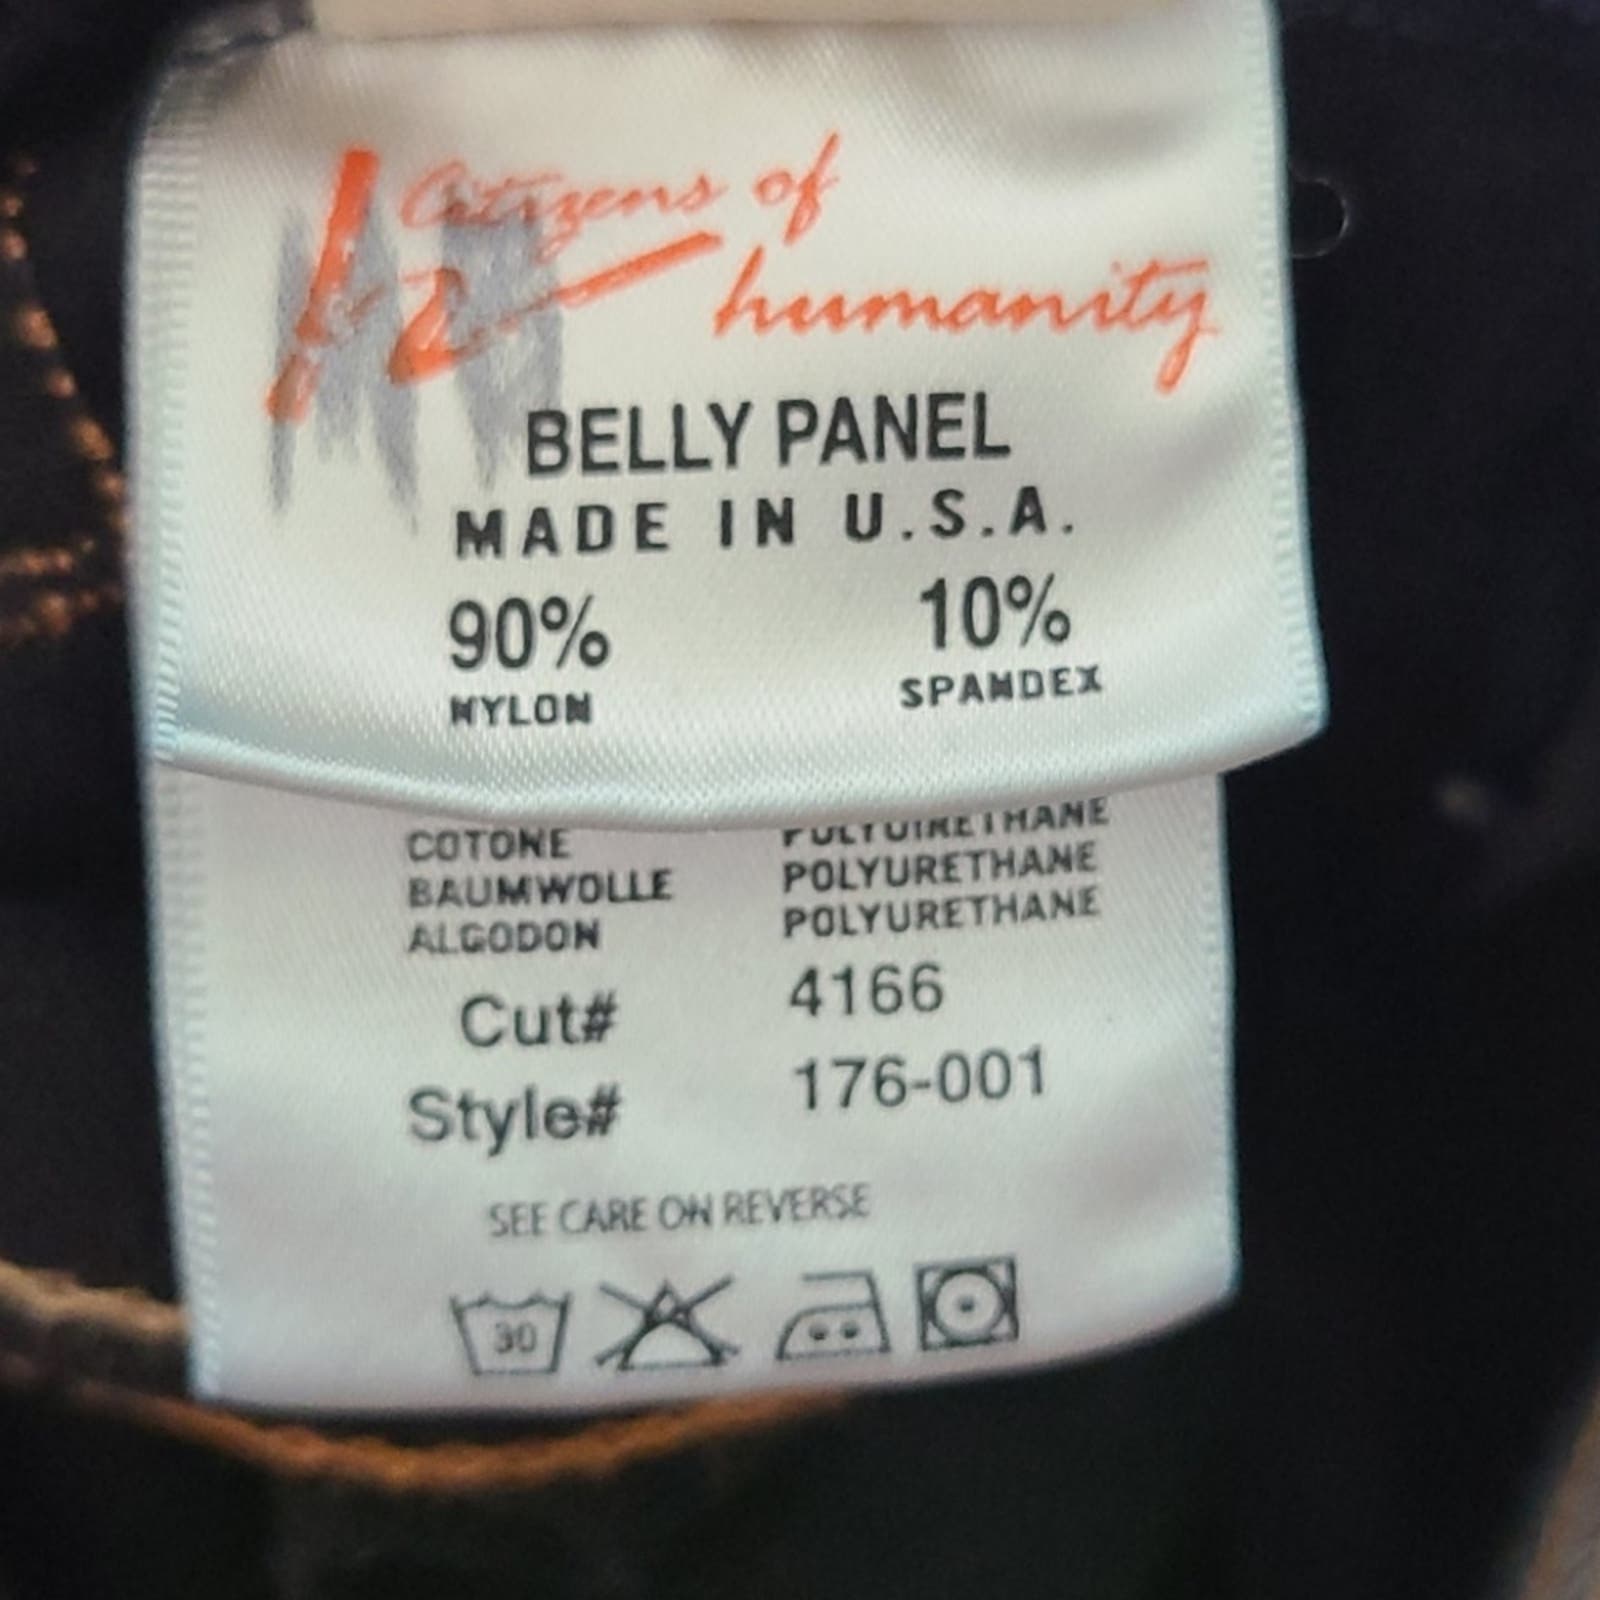 Citizens of
humanity
BELLY PANEL
MADE IN U.S.A.
90% 10%
NYLON SPANDEX
COTONE POLYUIRETHANE
BAUMWOLLE POLYURETHANE
ALGODON POLYURETHANE
Cut# 4166
Style# 176-001
SEE CARE ON REVERSE
30